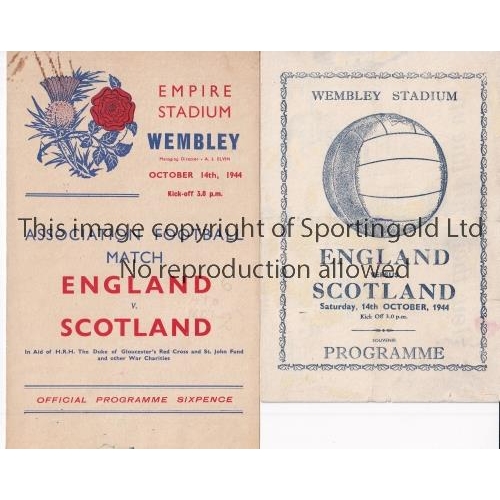 EMPIRE
STADIUM
WEMBLEY
Managing Director - A. J. ELVIN
OCTOBER 14th, 1944
Kick-off 3.0 p.m.
ASSOCIATION FOOTBALL
MATCH
ENGLAND
v.
SCOTLAND
In Aid of H.R.H. The Duke of Gloucester's Red Cross and St. John Fund
and other War Charities
OFFICIAL PROGRAMME SIXPENCE
WEMBLEY STADIUM
ENGLAND
SCOTLAND
Saturday, 14th OCTOBER, 1944
Kick Off 3.0 p.m.
SOUVENIR
PROGRAMME
This image copyright of Sportingold Ltd
No reproduction allowed